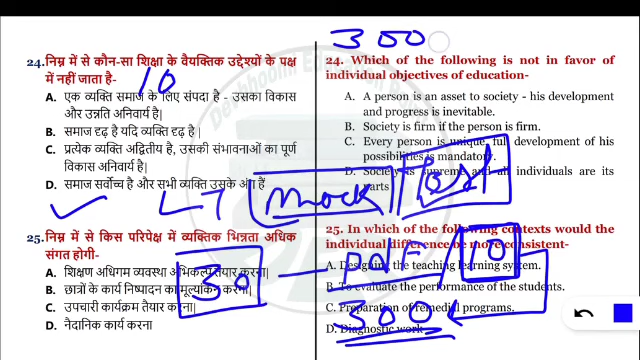 24. निम्न में से कौन-सा शिक्षा के वैयक्तिक उद्देश्यों के पक्ष
में नहीं जाता है-
A. एक व्यक्ति समाज के लिए संपदा है - उसका विकास
और उन्नति अनिवार्य है।
B. समाज दृढ़ है यदि व्यक्ति दृढ़ है।
C. प्रत्येक व्यक्ति अद्वितीय है, उसकी संभावनाओं का पूर्ण
विकास अनिवार्य है।
D. समाज सर्वोच्च है और सभी व्यक्ति उसके अंग हैं
25. निम्न में से किस परिपेक्ष में व्यक्तिक भिन्नता अधिक
संगत होगी-
A. शिक्षण अधिगम व्यवस्था अभिकल्प तैयार करना।
B. छात्रों के कार्य निष्पादन का मूल्यांकन करना।
C. उपचारी कार्यक्रम तैयार करना।
D. नैदानिक कार्य करना
10
30
300
24. Which of the following is not in favor of
individual objectives of education-
A. A person is an asset to society - his development
and progress is inevitable.
B. Society is firm if the person is firm.
C. Every person is unique, full development of his
possibilities is mandatory.
D. Society is supreme and all individuals are its
parts
mock
Test
25. In which of the following contexts would the
individual difference be more consistent-
A. Designing the teaching learning system.
B. To evaluate the performance of the students.
C. Preparation of remedial programs.
D. Diagnostic work
pdf
10
300